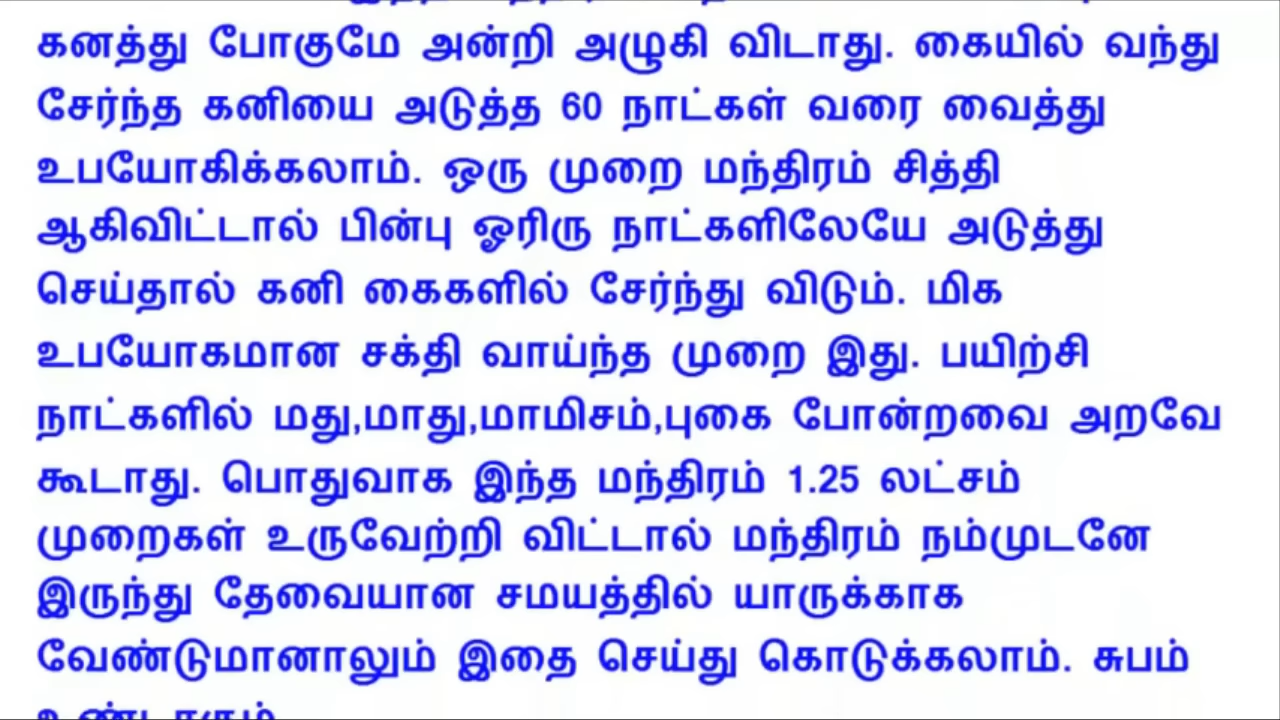 கனத்து போகுமே அன்றி அழுகி விடாது. கையில் வந்து
சேர்ந்த கனியை அடுத்த 60 நாட்கள் வரை வைத்து
உபயோகிக்கலாம். ஒரு முறை மந்திரம் சித்தி
ஆகிவிட்டால் பின்பு ஓரிரு நாட்களிலேயே அடுத்து
செய்தால் கனி கைகளில் சேர்ந்து விடும். மிக
உபயோகமான சக்தி வாய்ந்த முறை இது. பயிற்சி
நாட்களில் மது,மாது,மாமிசம்,புகை போன்றவை அறவே
கூடாது. பொதுவாக இந்த மந்திரம் 1.25 லட்சம்
முறைகள் உருவேற்றி விட்டால் மந்திரம் நம்முடனே
இருந்து தேவையான சமயத்தில் யாருக்காக
வேண்டுமானாலும் இதை செய்து கொடுக்கலாம். சுபம்
உண்டாகும்